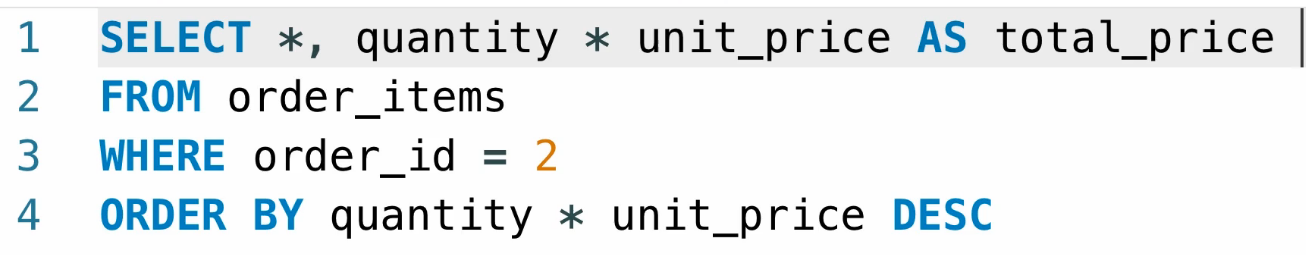 1 SELECT *, quantity * unit_price AS total_price
2 FROM order_items
3 WHERE order_id = 2
4 ORDER BY quantity * unit_price DESC